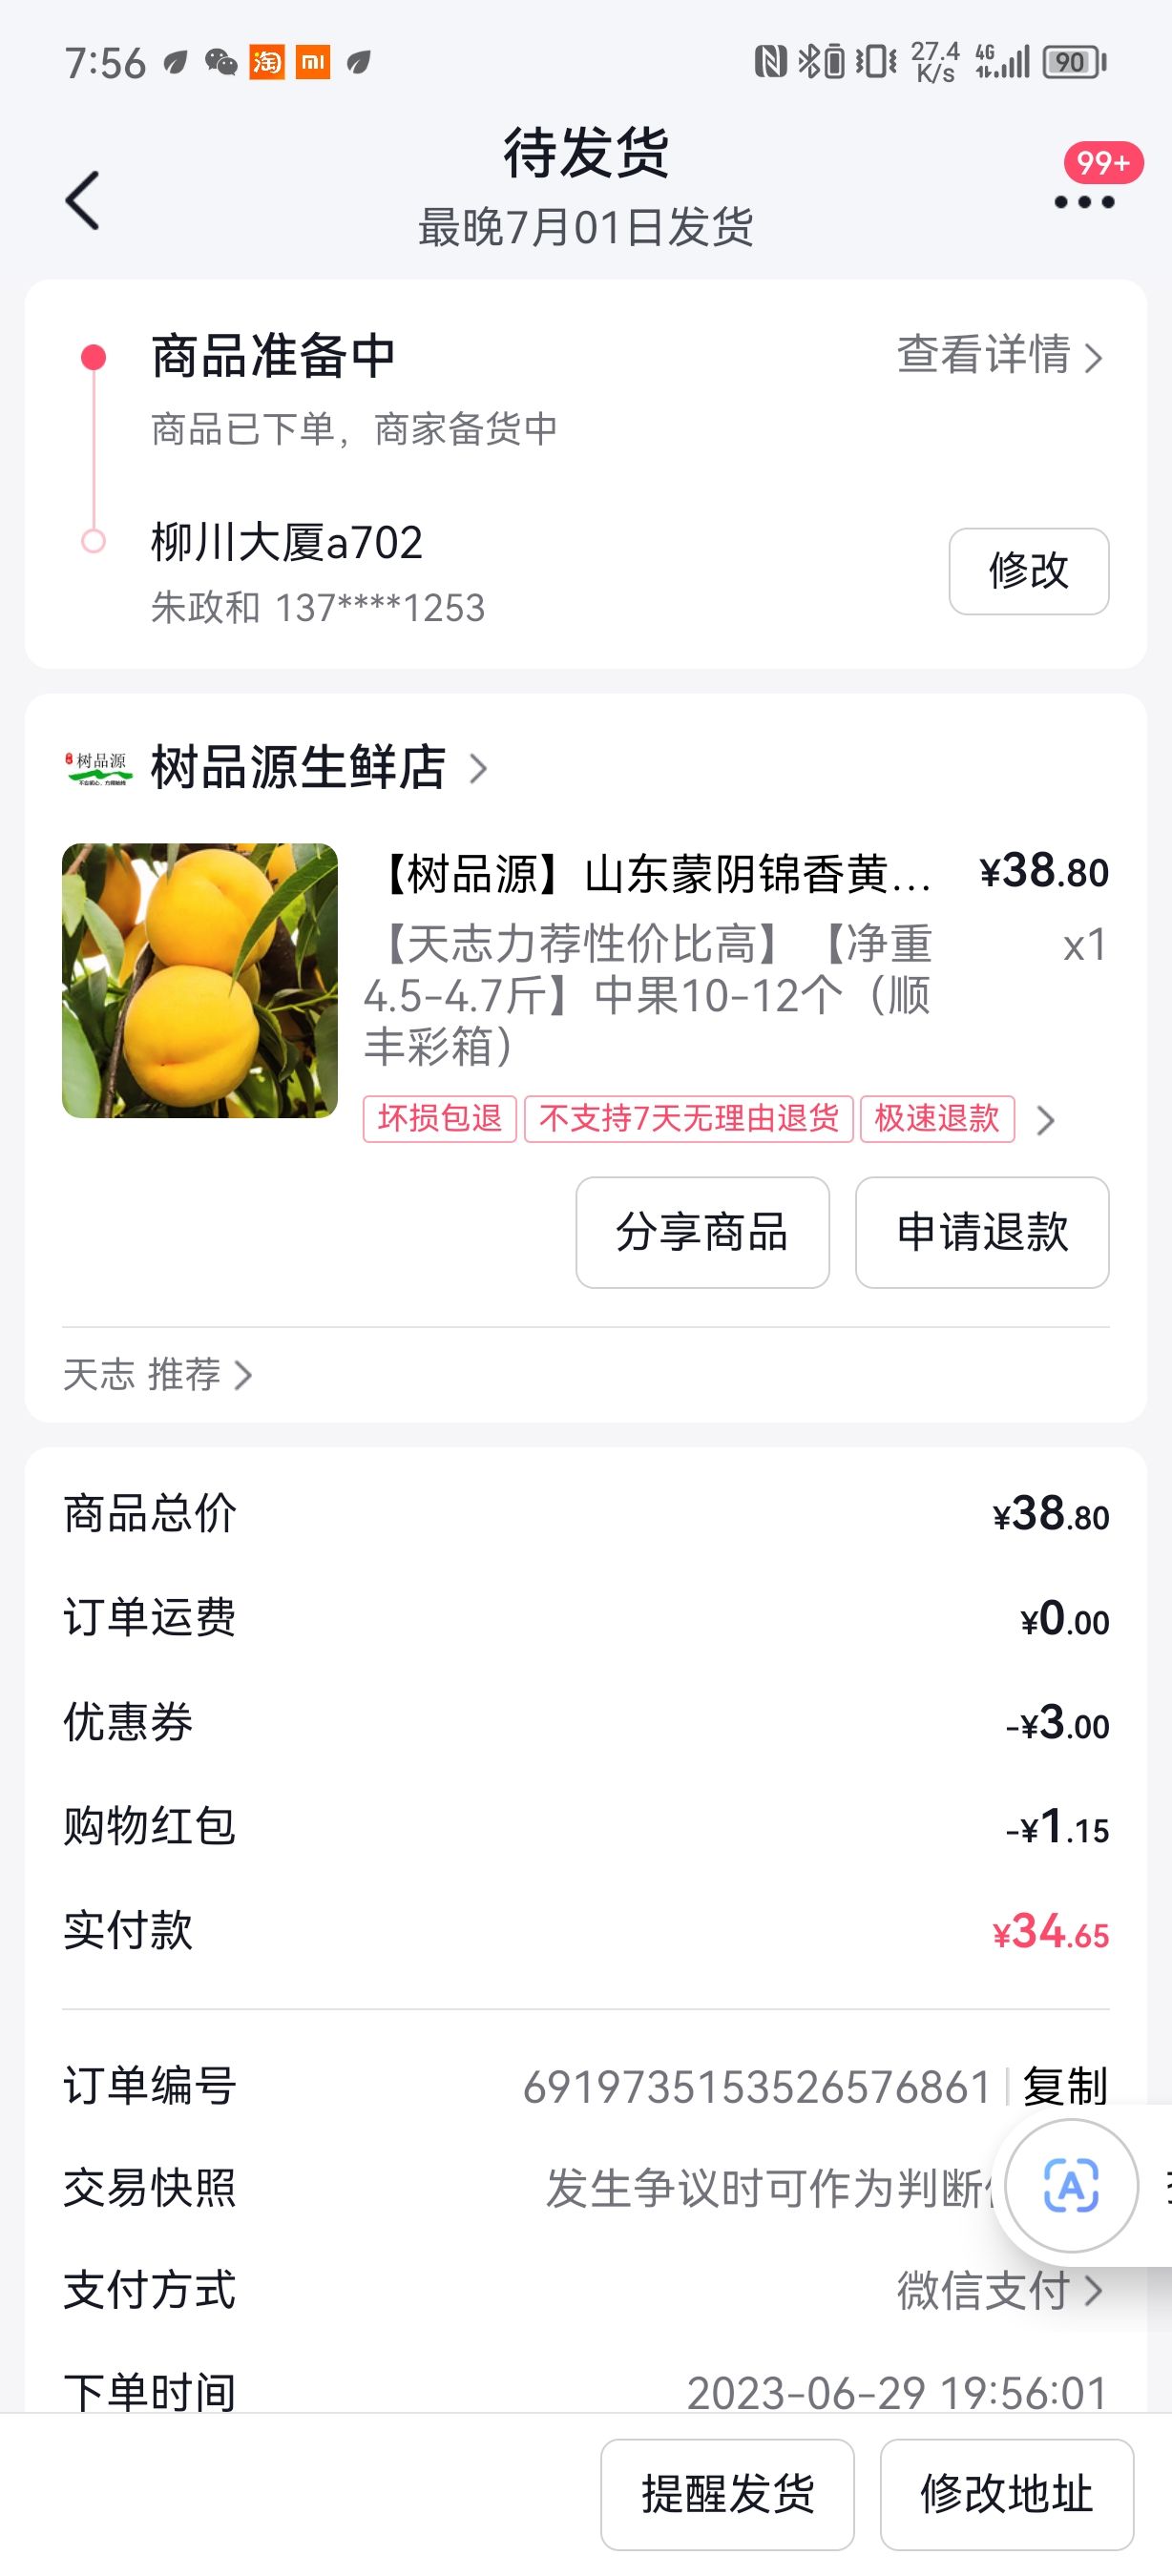 7:56
淘
mi
27.4
K/s
4G
90
待发货
99+
最晚7月01日发货
商品准备中
查看详情
商品已下单，商家备货中
柳川大厦a702
修改
朱政和 137****1253
树品源
树品源生鲜店
【树品源】山东蒙阴锦香黄...
¥38.80
【天志力荐性价比高】【净重
x1
4.5-4.7斤】中果10-12个（顺
丰彩箱）
坏损包退
不支持7天无理由退货
极速退款
分享商品
申请退款
天志 推荐
商品总价
¥38.80
订单运费
¥0.00
优惠券
-¥3.00
购物红包
-¥1.15
实付款
¥34.65
订单编号
6919735153526576861
复制
交易快照
发生争议时可作为判断
A
支付方式
微信支付
下单时间
2023-06-29 19:56:01
提醒发货
修改地址